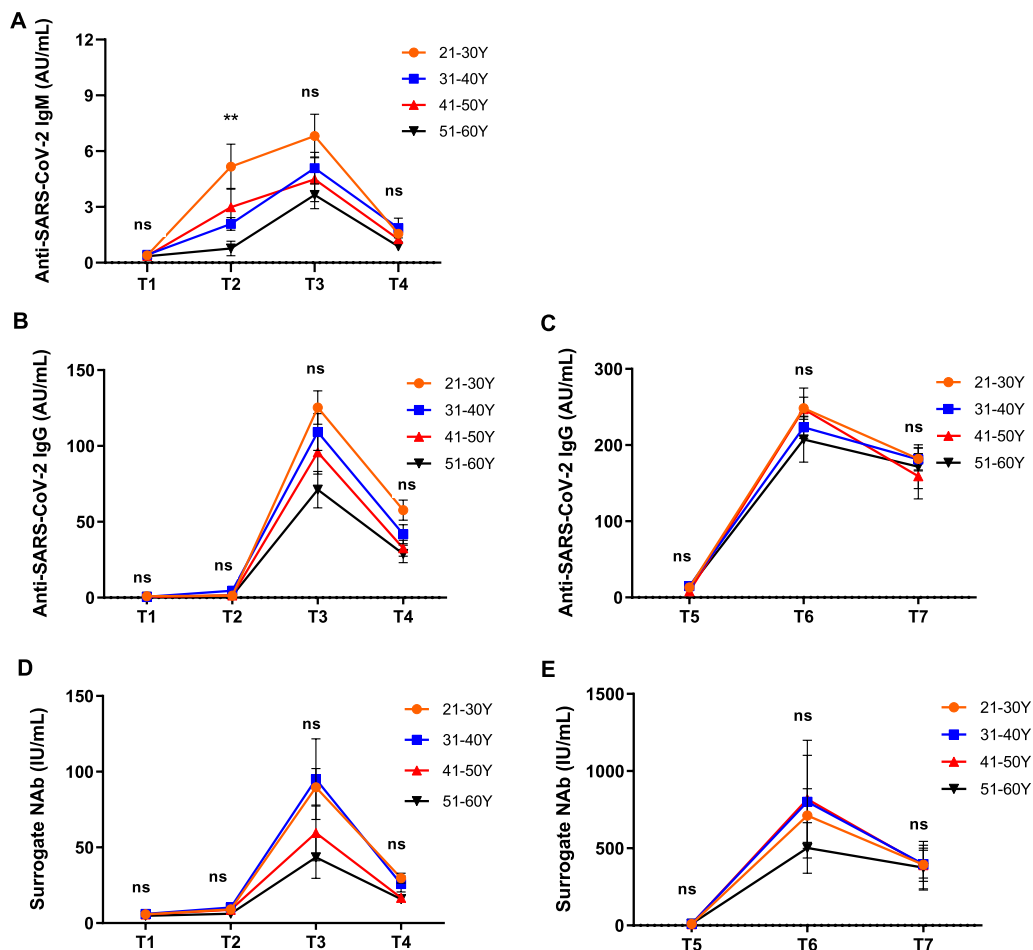 A
Anti-SARS-CoV-2 IgM (AU/mL)
12
9
6
3
0
ns
**
ns
ns
T1
T2
T3
T4
21-30Y
31-40Y
41-50Y
51-60Y
B
Anti-SARS-CoV-2 IgG (AU/mL)
150
100
50
0
ns
ns
ns
ns
T1
T2
T3
T4
21-30Y
31-40Y
41-50Y
51-60Y
C
Anti-SARS-CoV-2 IgG (AU/mL)
300
200
100
0
ns
ns
ns
T5
T6
T7
21-30Y
31-40Y
41-50Y
51-60Y
D
Surrogate NAb (IU/mL)
150
100
50
0
ns
ns
ns
ns
T1
T2
T3
T4
21-30Y
31-40Y
41-50Y
51-60Y
E
Surrogate NAb (IU/mL)
1500
1000
500
0
ns
ns
ns
T5
T6
T7
21-30Y
31-40Y
41-50Y
51-60Y